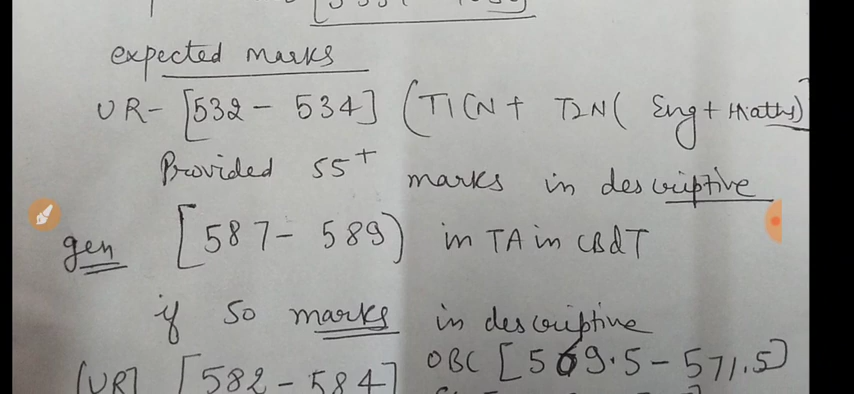 expected marks
UR- [532 - 534] (T1(N + T2N( Eng + Maths)
Provided 55+ marks in descriptive
gen [587 - 589) in TA in CBDT
if 50 marks in descriptive
(UR) [582 - 584] OBC [569.5 - 571.5]